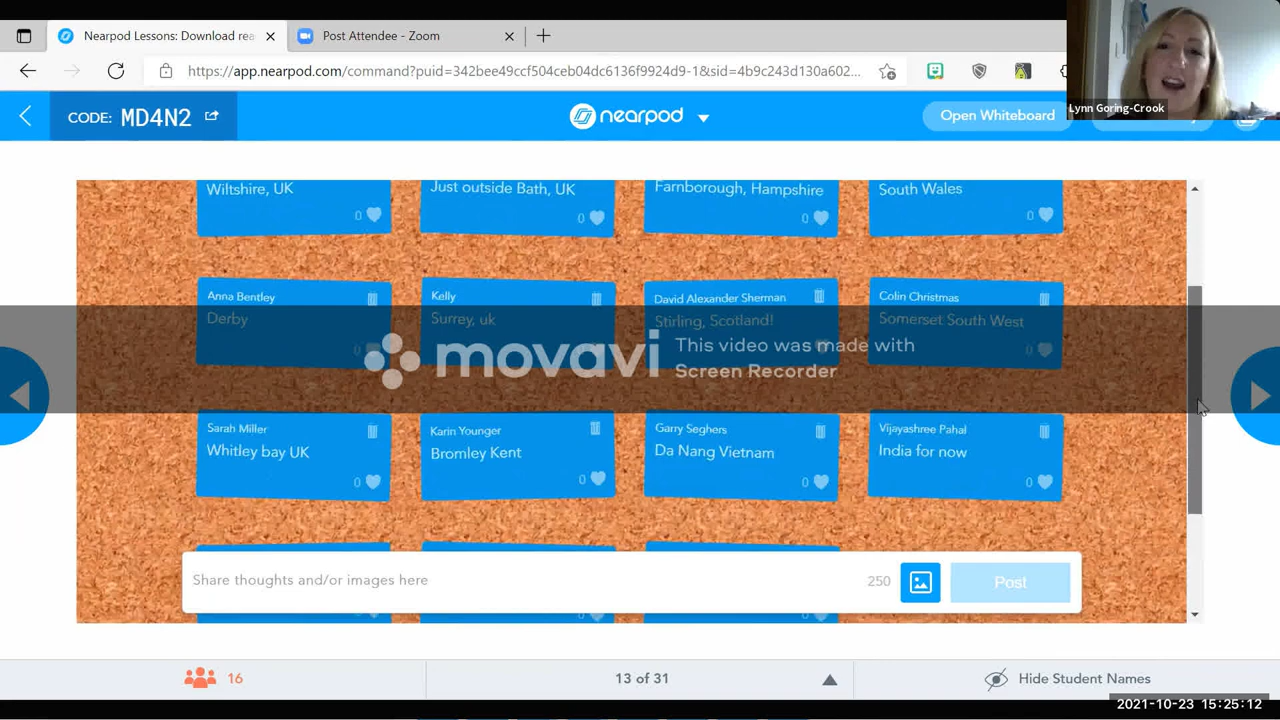 Nearpod Lessons: Download rea
Post Attendee - Zoom
https://app.nearpod.com/command?puid=342bee49ccf504ceb04dc6136f9924d9-1&sid=4b9c243d130a602...
Lynn Goring-Crook
CODE: MD4N2
nearpod
Open Whiteboard
Wiltshire, UK
0
Just outside Bath, UK
0
Farnborough, Hampshire
0
South Wales
0
Anna Bentley
Derby
0
Kelly
Surrey, uk
David Alexander Sherman
Stirling, Scotland!
Colin Christmas
Somerset South West
0
movavi
This video was made with
Screen Recorder
Sarah Miller
Whitley bay UK
0
Karin Younger
Bromley Kent
0
Garry Seghers
Da Nang Vietnam
0
Vijayashree Pahal
India for now
0
Share thoughts and/or images here
250
Post
16
13 of 31
Hide Student Names
2021-10-23 15:25:12